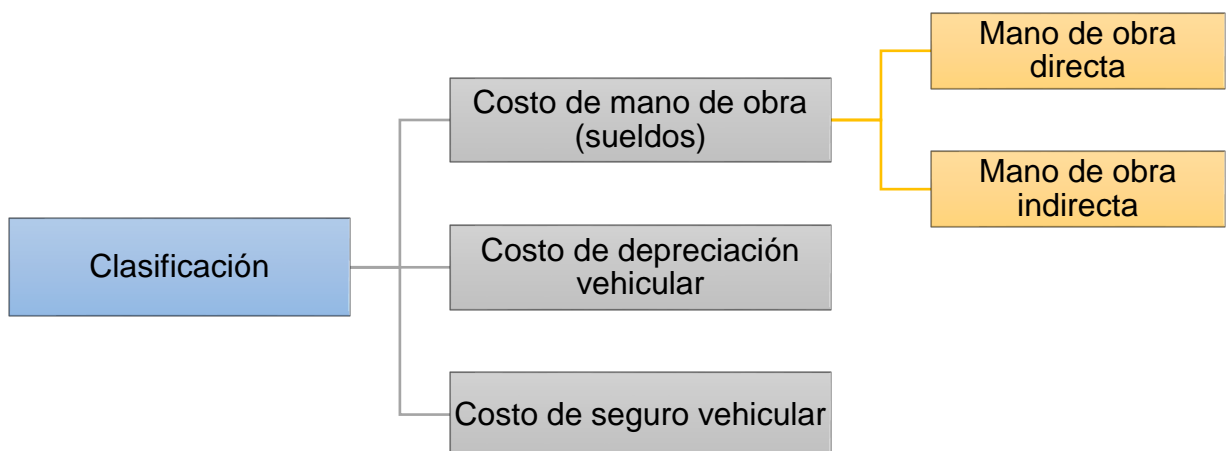 Clasificación
Costo de mano de obra
(sueldos)
Mano de obra
directa
Mano de obra
indirecta
Costo de depreciación
vehicular
Costo de seguro vehicular